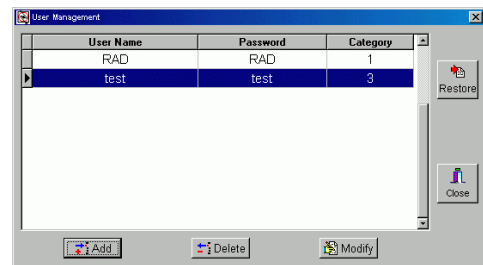 User Management
User Name Password Category
RAD RAD 1
test test 3
Restore
Close
Add Delete Modify